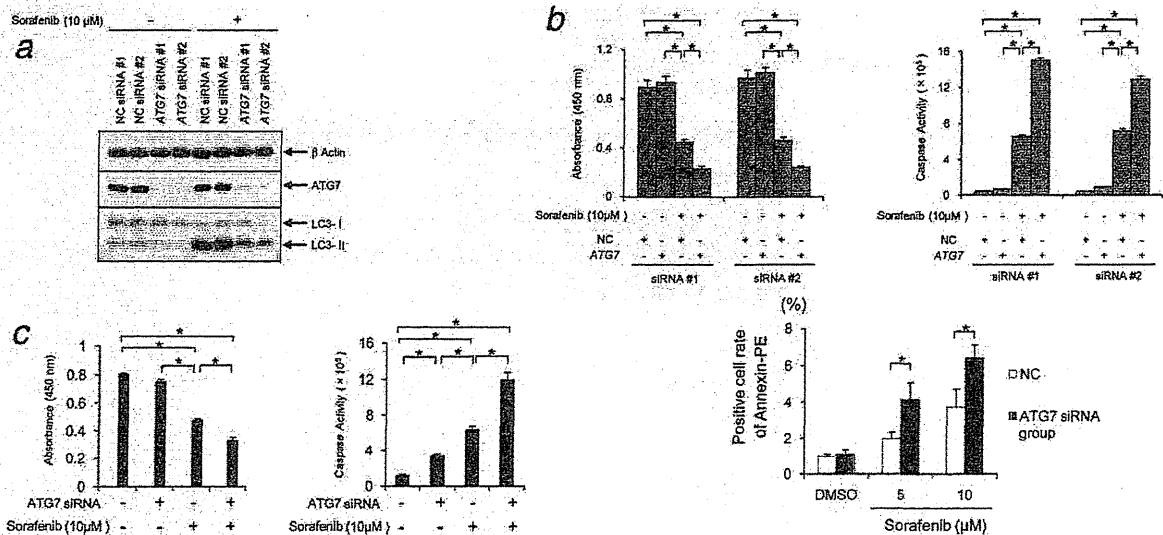 Sorafenib (10 μM) - +
a
NC siRNA #1
NC siRNA #2
ATG7 siRNA #1
ATG7 siRNA #2
NC siRNA #1
NC siRNA #2
ATG7 siRNA #1
ATG7 siRNA #2
β Actin
ATG7
LC3- I
LC3- II
b
* * * * *
* * * * *
Absorbance (450 nm)
1.2
0.8
0.4
0
Sorafenib (10μM) - - + + - - + +
NC + - + - + - + -
ATG7 - + - + - + - +
siRNA #1 siRNA #2
* * * *
* * * *
Caspase Activity (× 10⁵)
16
12
8
4
0
Sorafenib (10μM) - - + + - - + +
NC + - + - + - + -
ATG7 - + - + - + - +
siRNA #1 siRNA #2
c
* * * *
Absorbance (450 nm)
1
0.8
0.6
0.4
0.2
0
ATG7 siRNA - + - +
Sorafenib (10μM) - - + +
* * * * *
Caspase Activity (× 10⁵)
16
12
8
4
0
ATG7 siRNA - + - +
Sorafenib (10μM) - - + +
(%)
Positive cell rate
of Annexin-PE
8
6
4
2
0
* *
DMSO 5 10
Sorafenib (μM)
NC
ATG7 siRNA
group